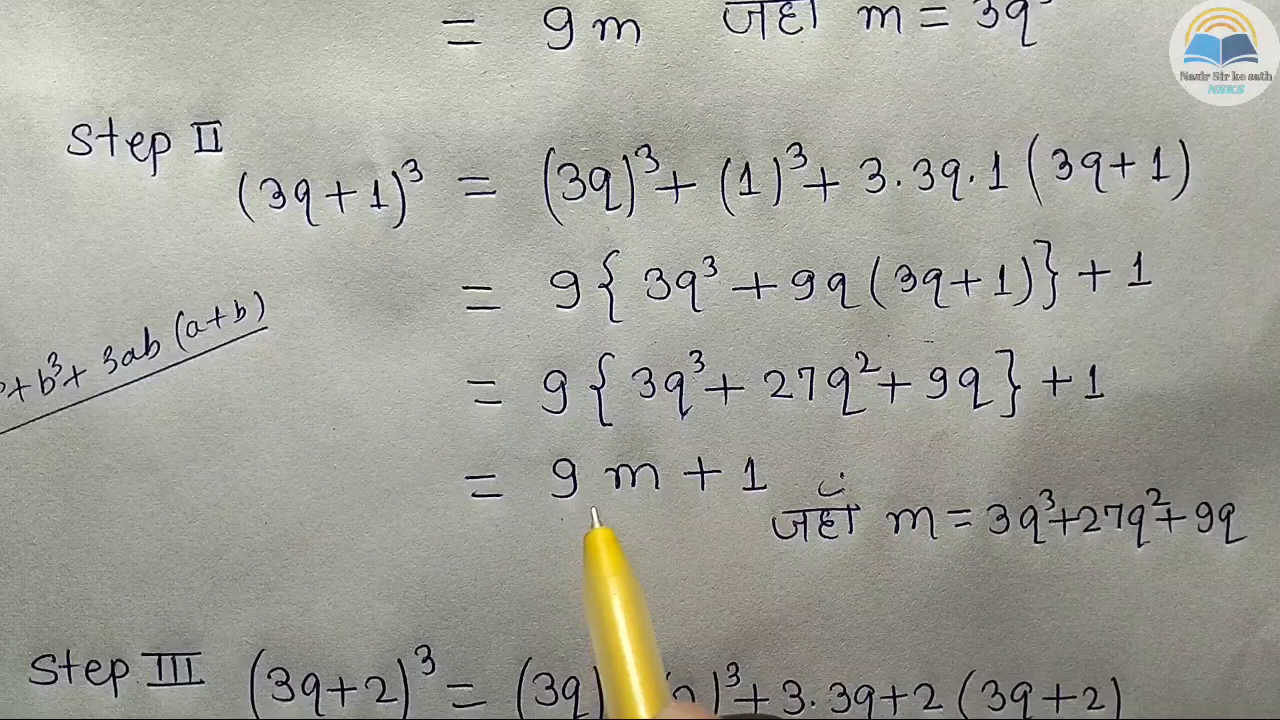 = 9m जहाँ m = 3q³
Step II
(3q+1)³ = (3q)³ + (1)³ + 3.3q.1 (3q+1)
= 9{ 3q³ + 9q (3q+1)} + 1
+b³+ 3ab (a+b)
= 9{ 3q³ + 27q² + 9q } + 1
= 9 m + 1 जहाँ m = 3q³+27q²+9q
Step III (3q+2)³ = (3q) )³+ 3.3q+2 (3q+2)
Nasir Sir ke sath
NSKS